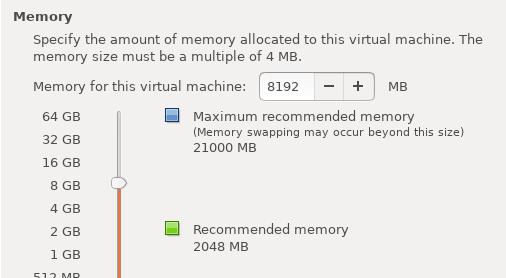 Memory
Specify the amount of memory allocated to this virtual machine. The
memory size must be a multiple of 4 MB.
Memory for this virtual machine: 8192 − + MB
64 GB
32 GB
16 GB
8 GB
4 GB
2 GB
1 GB
512 MB
Maximum recommended memory
(Memory swapping may occur beyond this size)
21000 MB
Recommended memory
2048 MB